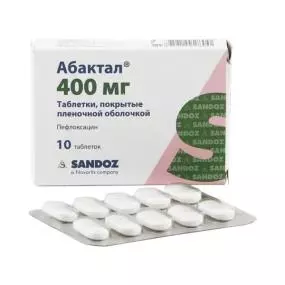 Абактал®
400 мг
Таблетки, покрытые
пленочной оболочкой
Пефлоксацин
10 таблеток
SANDOZ
a Novartis company